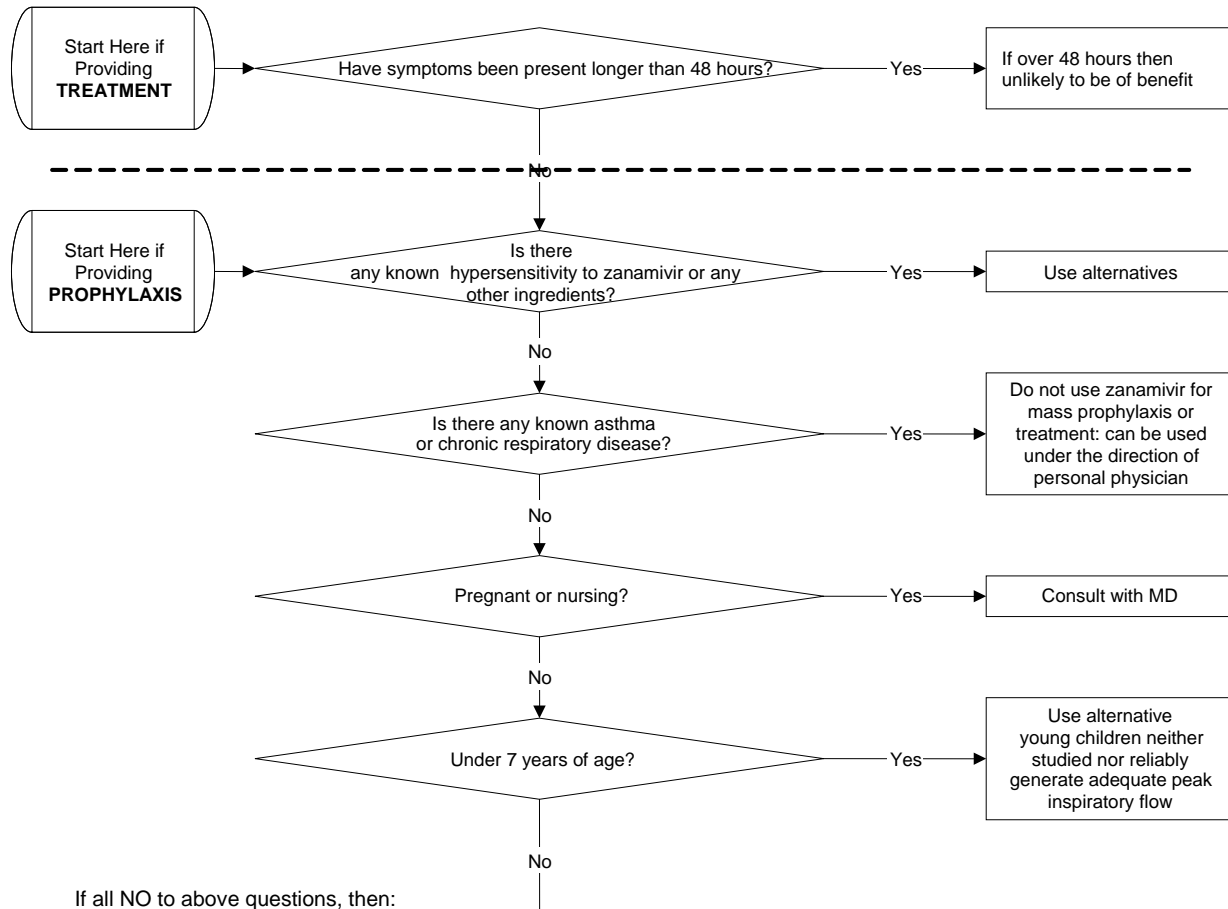 Start Here if
Providing
TREATMENT
Have symptoms been present longer than 48 hours?
Yes
If over 48 hours then
unlikely to be of benefit
No
Start Here if
Providing
PROPHYLAXIS
Is there
any known hypersensitivity to zanamivir or any
other ingredients?
Yes
Use alternatives
No
Is there any known asthma
or chronic respiratory disease?
Yes
Do not use zanamivir for
mass prophylaxis or
treatment: can be used
under the direction of
personal physician
No
Pregnant or nursing?
Yes
Consult with MD
No
Under 7 years of age?
Yes
Use alternative
young children neither
studied nor reliably
generate adequate peak
inspiratory flow
No
If all NO to above questions, then: